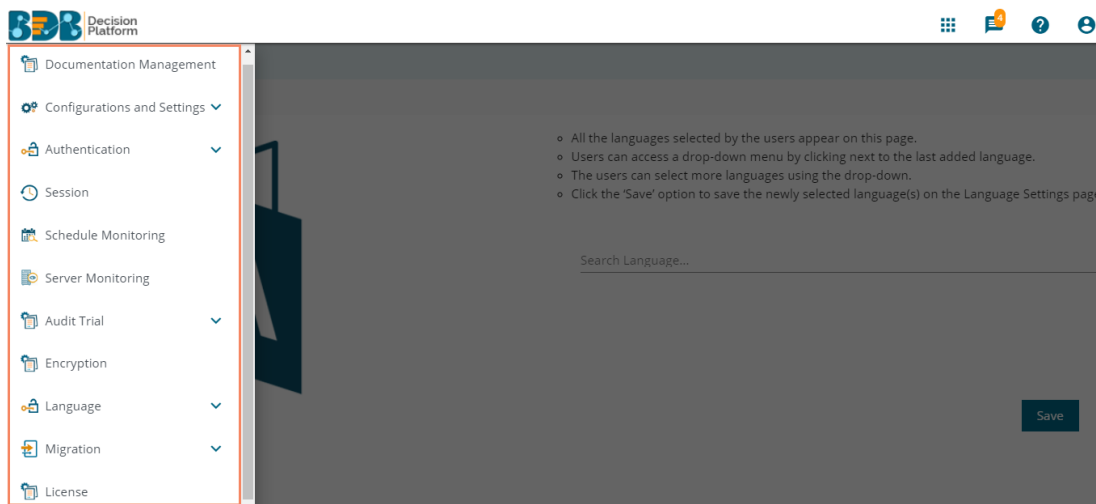 BDB Decision
Platform
4
Documentation Management
Configurations and Settings
Authentication
Session
Schedule Monitoring
Server Monitoring
Audit Trial
Encryption
Language
Migration
License
All the languages selected by the users appear on this page.
Users can access a drop-down menu by clicking next to the last added language.
The users can select more languages using the drop-down.
Click the 'Save' option to save the newly selected language(s) on the Language Settings page
Search Language...
Save